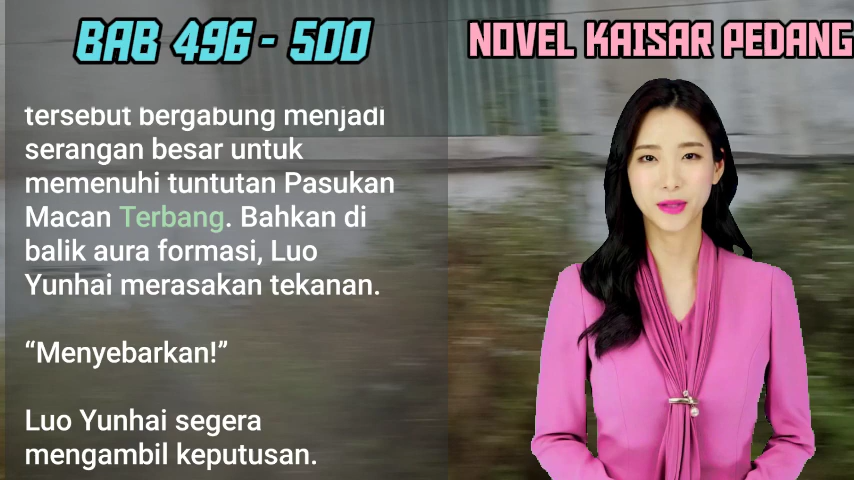 BAB 496 - 500
NOVEL KAISAR PEDANG
tersebut bergabung menjadi
serangan besar untuk
memenuhi tuntutan Pasukan
Macan Terbang. Bahkan di
balik aura formasi, Luo
Yunhai merasakan tekanan.
“Menyebarkan!”
Luo Yunhai segera
mengambil keputusan.